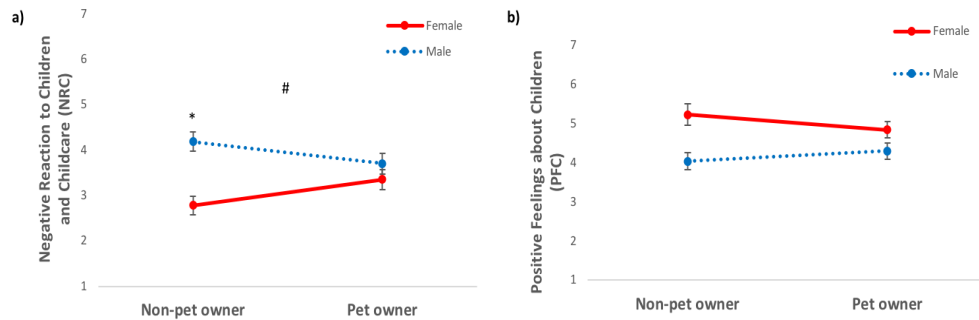 a)
Negative Reaction to Children
and Childcare (NRC)
7
6
5
4
3
2
1
*
#
Female
Male
Non-pet owner
Pet owner
b)
Positive Feelings about Children
(PFC)
7
6
5
4
3
2
1
Female
Male
Non-pet owner
Pet owner